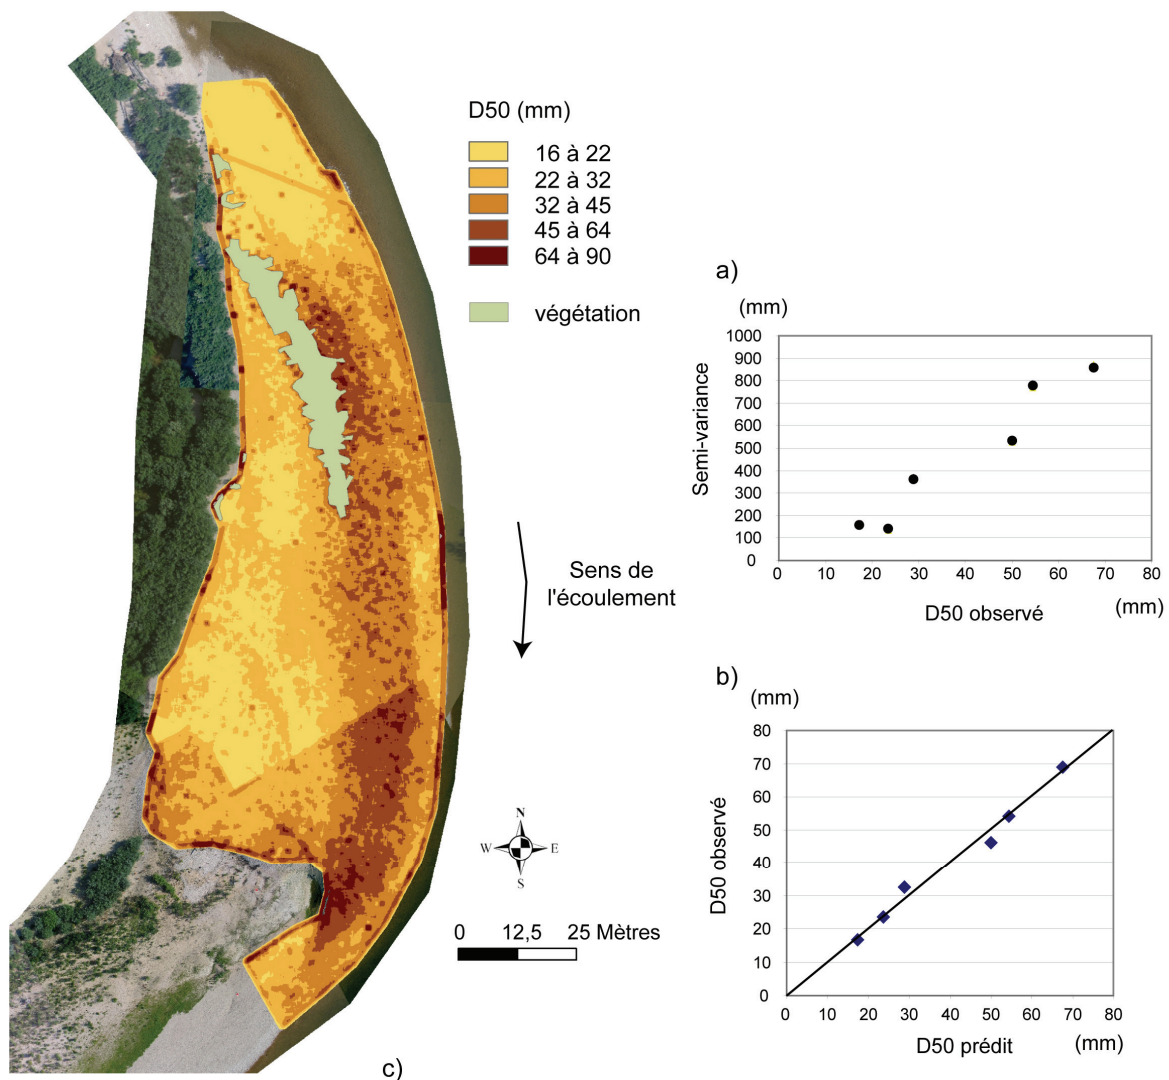 D50 (mm)
16 à 22
22 à 32
32 à 45
45 à 64
64 à 90
végétation
Sens de
l'écoulement
N
W E
S
0 12,5 25 Mètres
c)
a)
(mm)
1000
900
800
700
600
500
400
300
200
100
0
Semi-variance
0 10 20 30 40 50 60 70 80
D50 observé
(mm)
b)
(mm)
80
70
60
50
40
30
20
10
0
D50 observé
0 10 20 30 40 50 60 70 80
D50 prédit
(mm)